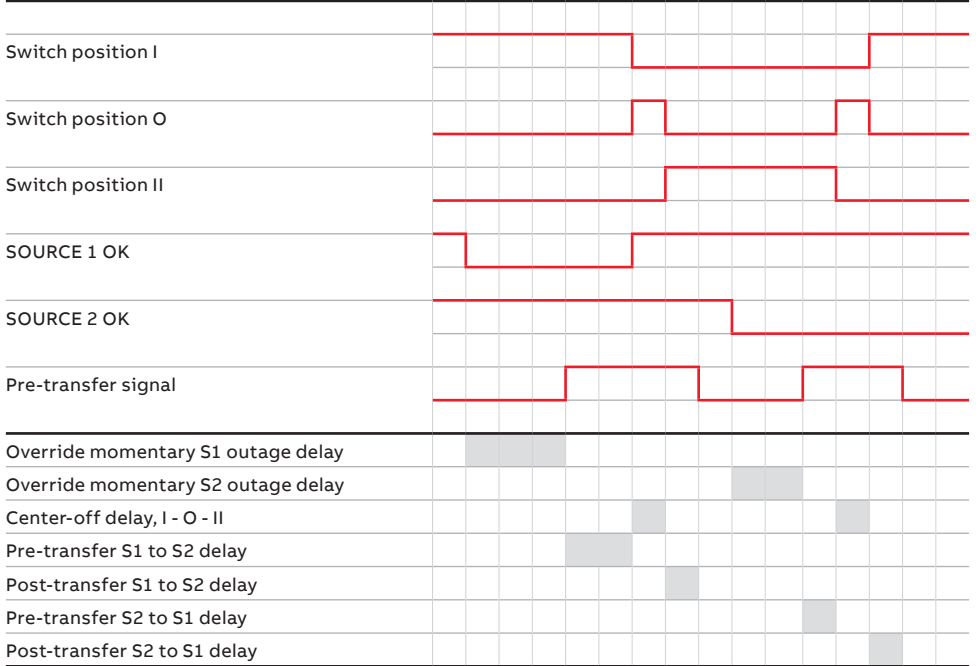 Switch position I
Switch position O
Switch position II
SOURCE 1 OK
SOURCE 2 OK
Pre-transfer signal
Override momentary S1 outage delay
Override momentary S2 outage delay
Center-off delay, I - O - II
Pre-transfer S1 to S2 delay
Post-transfer S1 to S2 delay
Pre-transfer S2 to S1 delay
Post-transfer S2 to S1 delay